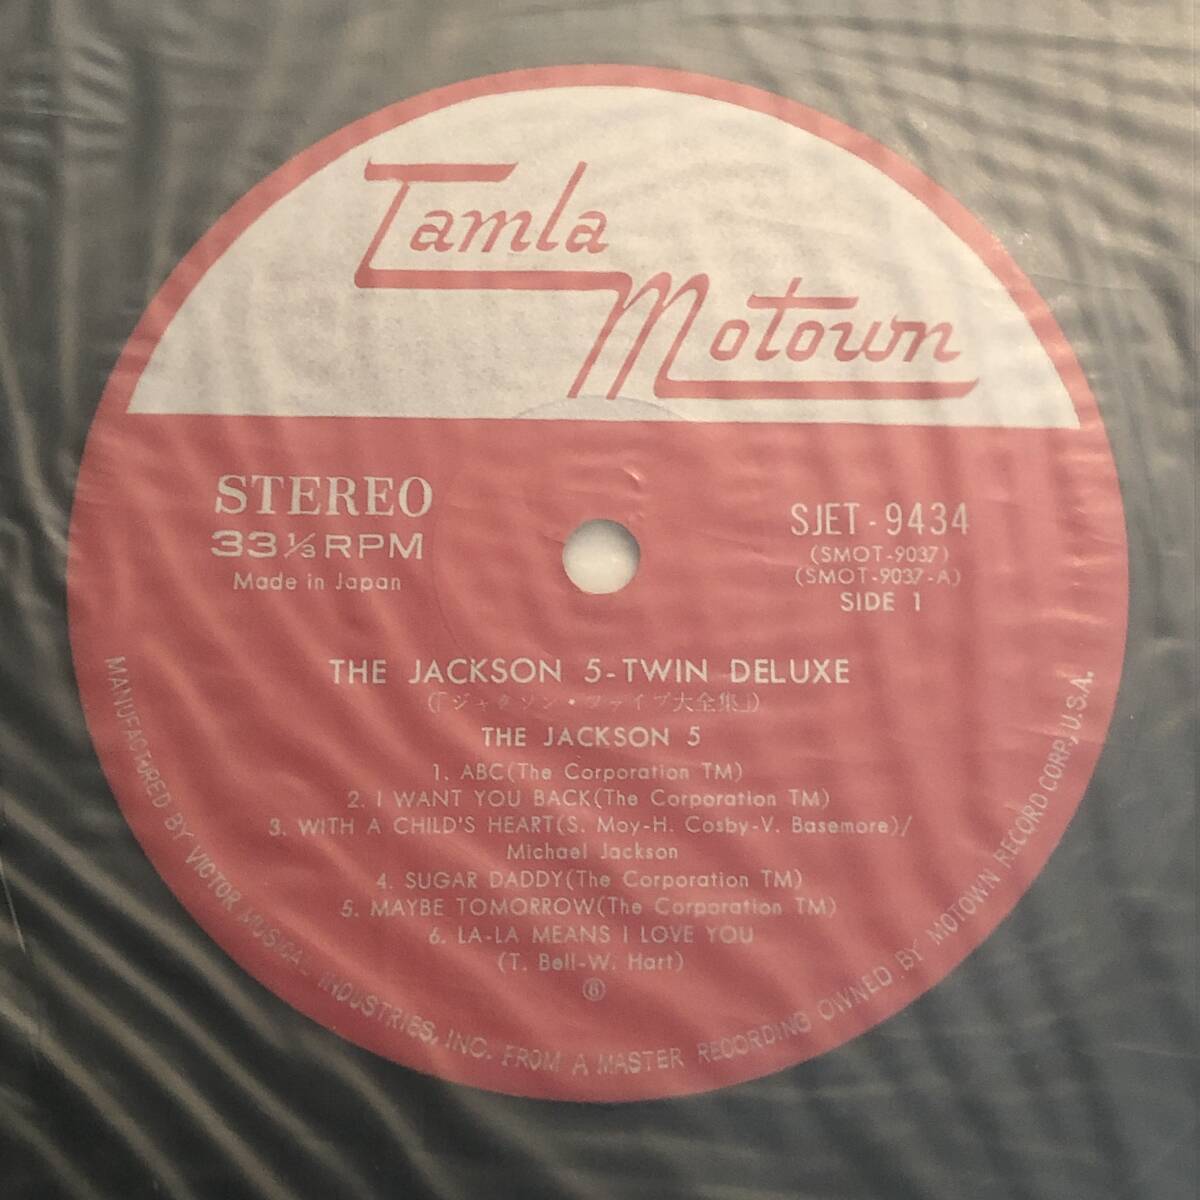 Tamla
Motown
STEREO
33 1/3 RPM
Made in Japan
SJET-9434
(SMOT-9037)
(SMOT-9037-A)
SIDE 1
THE JACKSON 5-TWIN DELUXE
(「ジャクソン・ファイブ大全集」)
THE JACKSON 5
1. ABC(The Corporation TM)
2. I WANT YOU BACK(The Corporation TM)
3. WITH A CHILD'S HEART(S. Moy-H. Cosby-V. Basemore)/
Michael Jackson
4. SUGAR DADDY(The Corporation TM)
5. MAYBE TOMORROW(The Corporation TM)
6. LA-LA MEANS I LOVE YOU
(T. Bell-W. Hart)
MANUFACTURED BY VICTOR MUSICAL INDUSTRIES, INC. FROM A MASTER RECORDING OWNED BY MOTOWN RECORD CORP., U.S.A.